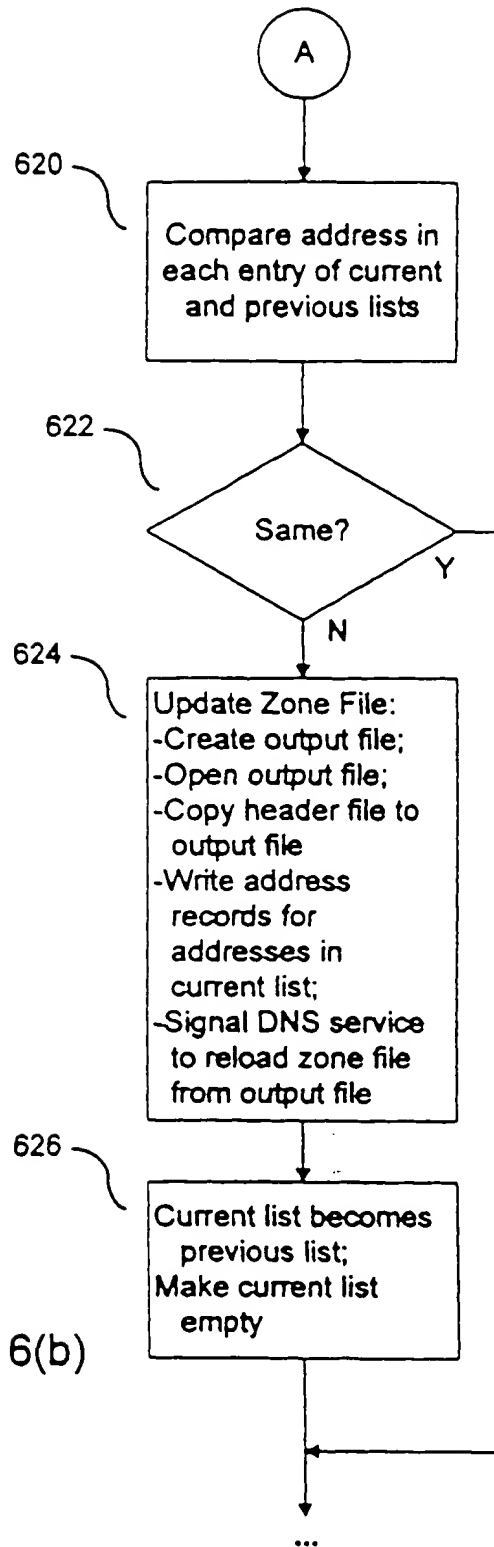 A
620
Compare address in
each entry of current
and previous lists
622
Same?
Y
N
624
Update Zone File:
-Create output file;
-Open output file;
-Copy header file to
output file
-Write address
records for
addresses in
current list;
-Signal DNS service
to reload zone file
from output file
626
Current list becomes
previous list;
Make current list
empty
6(b)
...